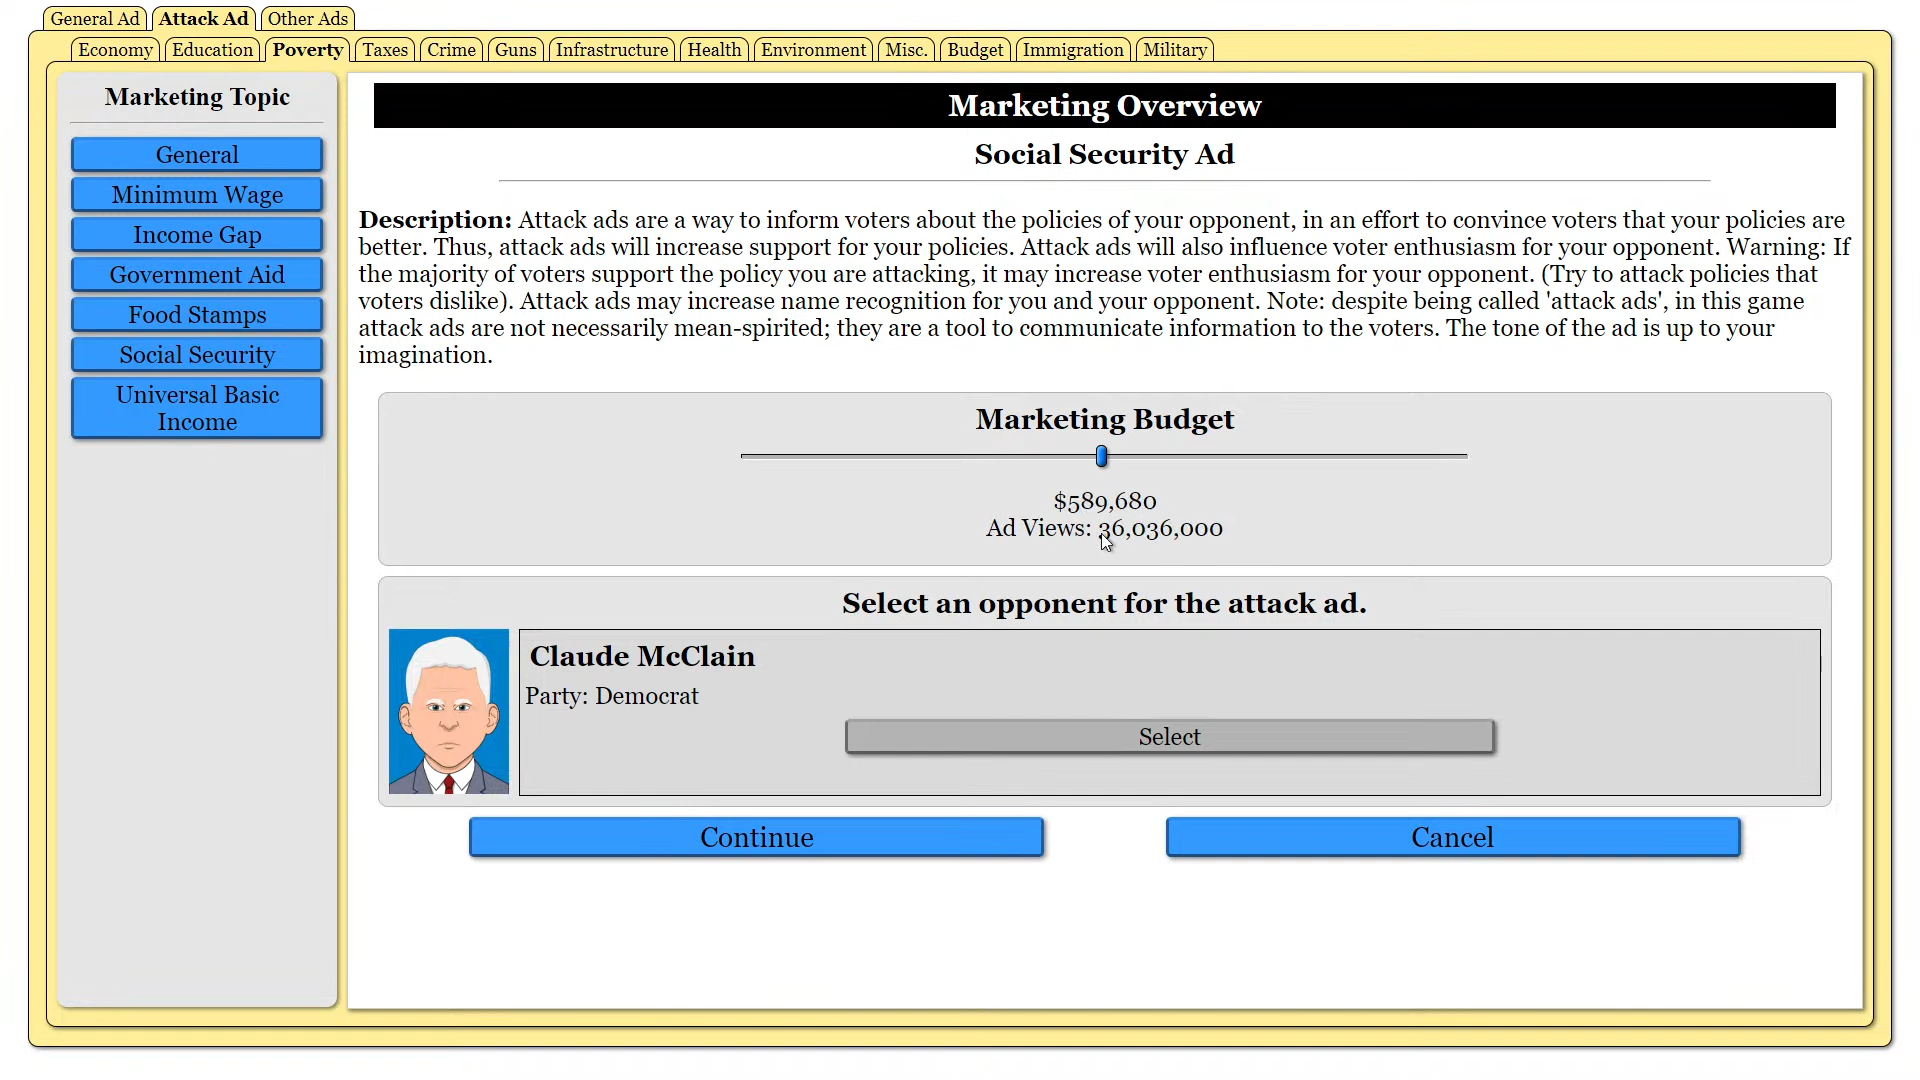 General Ad Attack Ad Other Ads
Economy Education Poverty Taxes Crime Guns Infrastructure Health Environment Misc. Budget Immigration Military
Marketing Topic
General
Minimum Wage
Income Gap
Government Aid
Food Stamps
Social Security
Universal Basic
Income
Marketing Overview
Social Security Ad
Description: Attack ads are a way to inform voters about the policies of your opponent, in an effort to convince voters that your policies are
better. Thus, attack ads will increase support for your policies. Attack ads will also influence voter enthusiasm for your opponent. Warning: If
the majority of voters support the policy you are attacking, it may increase voter enthusiasm for your opponent. (Try to attack policies that
voters dislike). Attack ads may increase name recognition for you and your opponent. Note: despite being called 'attack ads', in this game
attack ads are not necessarily mean-spirited; they are a tool to communicate information to the voters. The tone of the ad is up to your
imagination.
Marketing Budget
$589,680
Ad Views: 36,036,000
Select an opponent for the attack ad.
Claude McClain
Party: Democrat
Select
Continue
Cancel